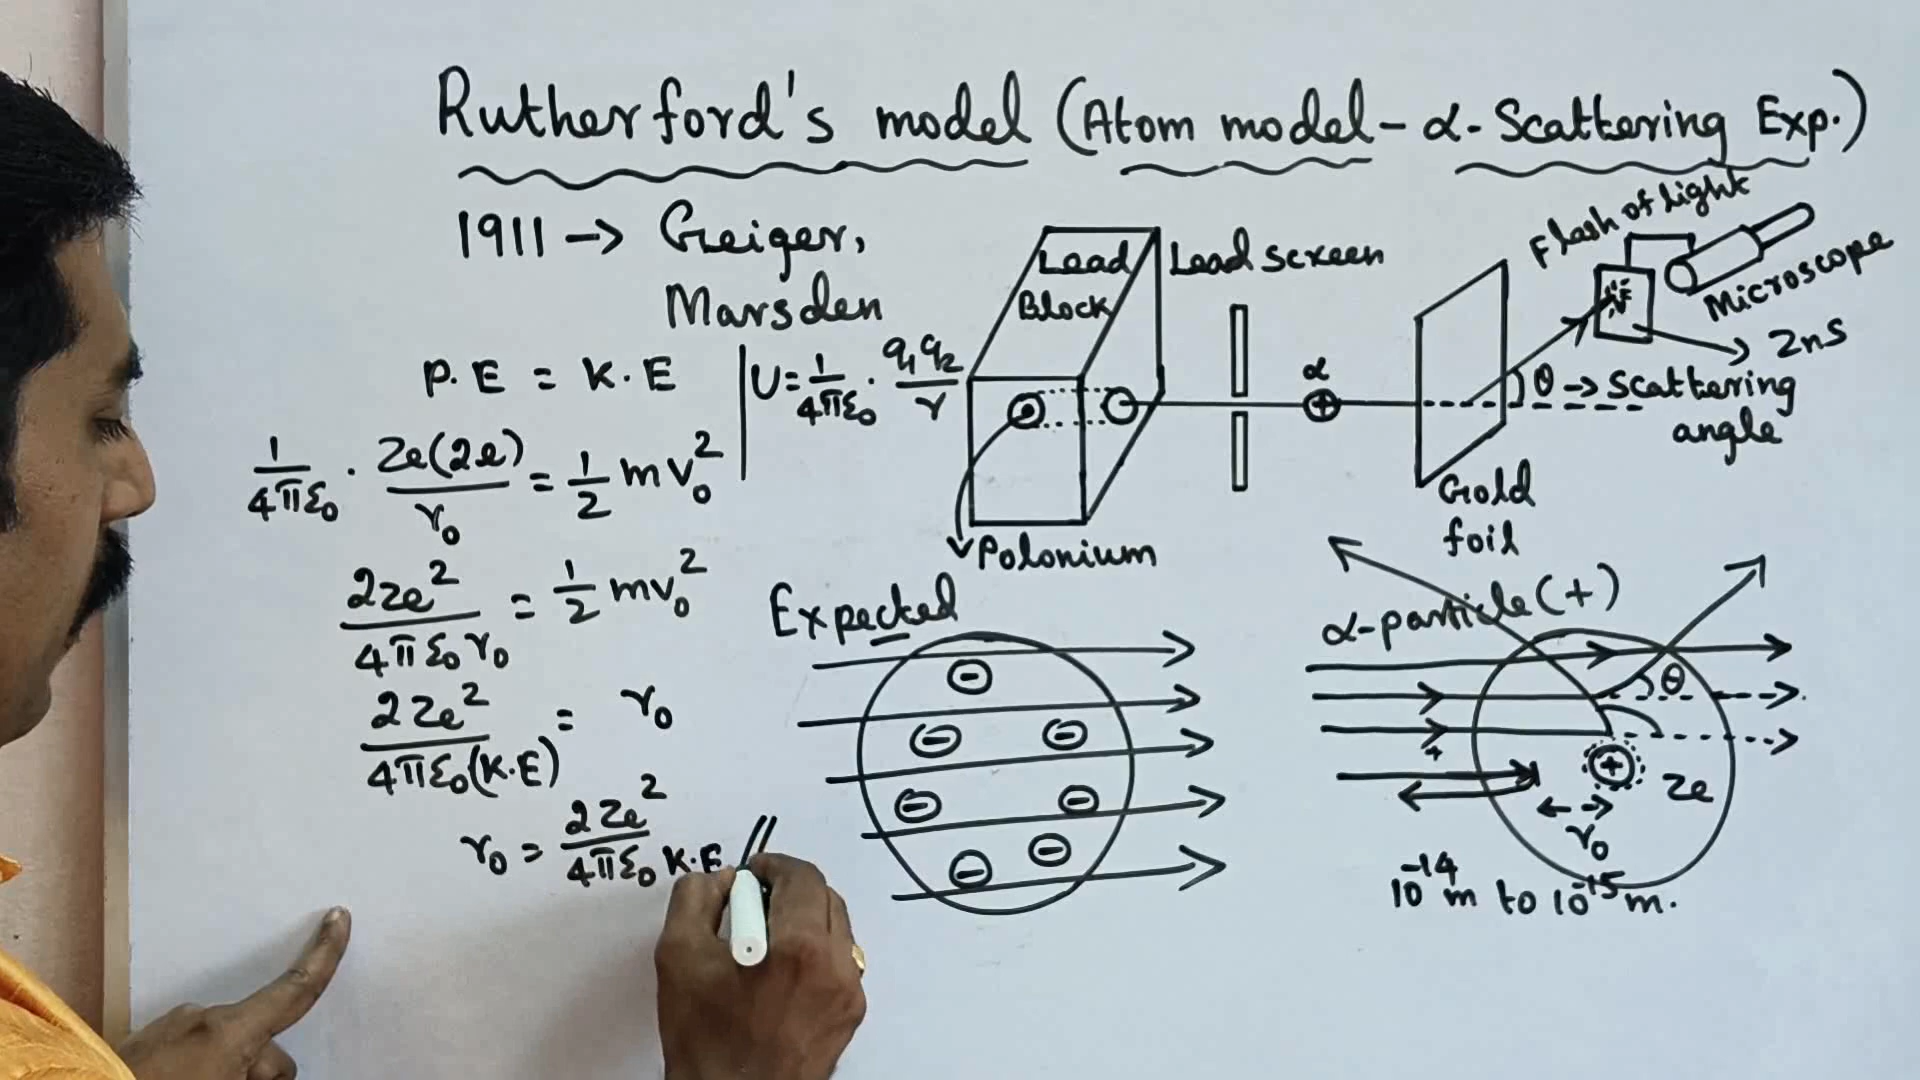 Rutherford's model (Atom model - α - Scattering Exp.)
1911 → Geiger,
Marsden
P.E = K.E
U = 1/4πε₀ · q₁q₂/r
1/4πε₀ · Ze(2e)/r₀ = 1/2 mv₀²
2Ze²/4πε₀r₀ = 1/2 mv₀²
2Ze²/4πε₀(K.E) = r₀
r₀ = 2Ze²/4πε₀ K.E
Lead
Block
Lead screen
Polonium
α
+
Gold
foil
Flash of light
Microscope
ZnS
θ → Scattering
angle
Expected
-
- -
- -
- -
α-particle (+)
θ
+
+
Ze
r₀
10⁻¹⁴m to 10⁻¹⁵m.